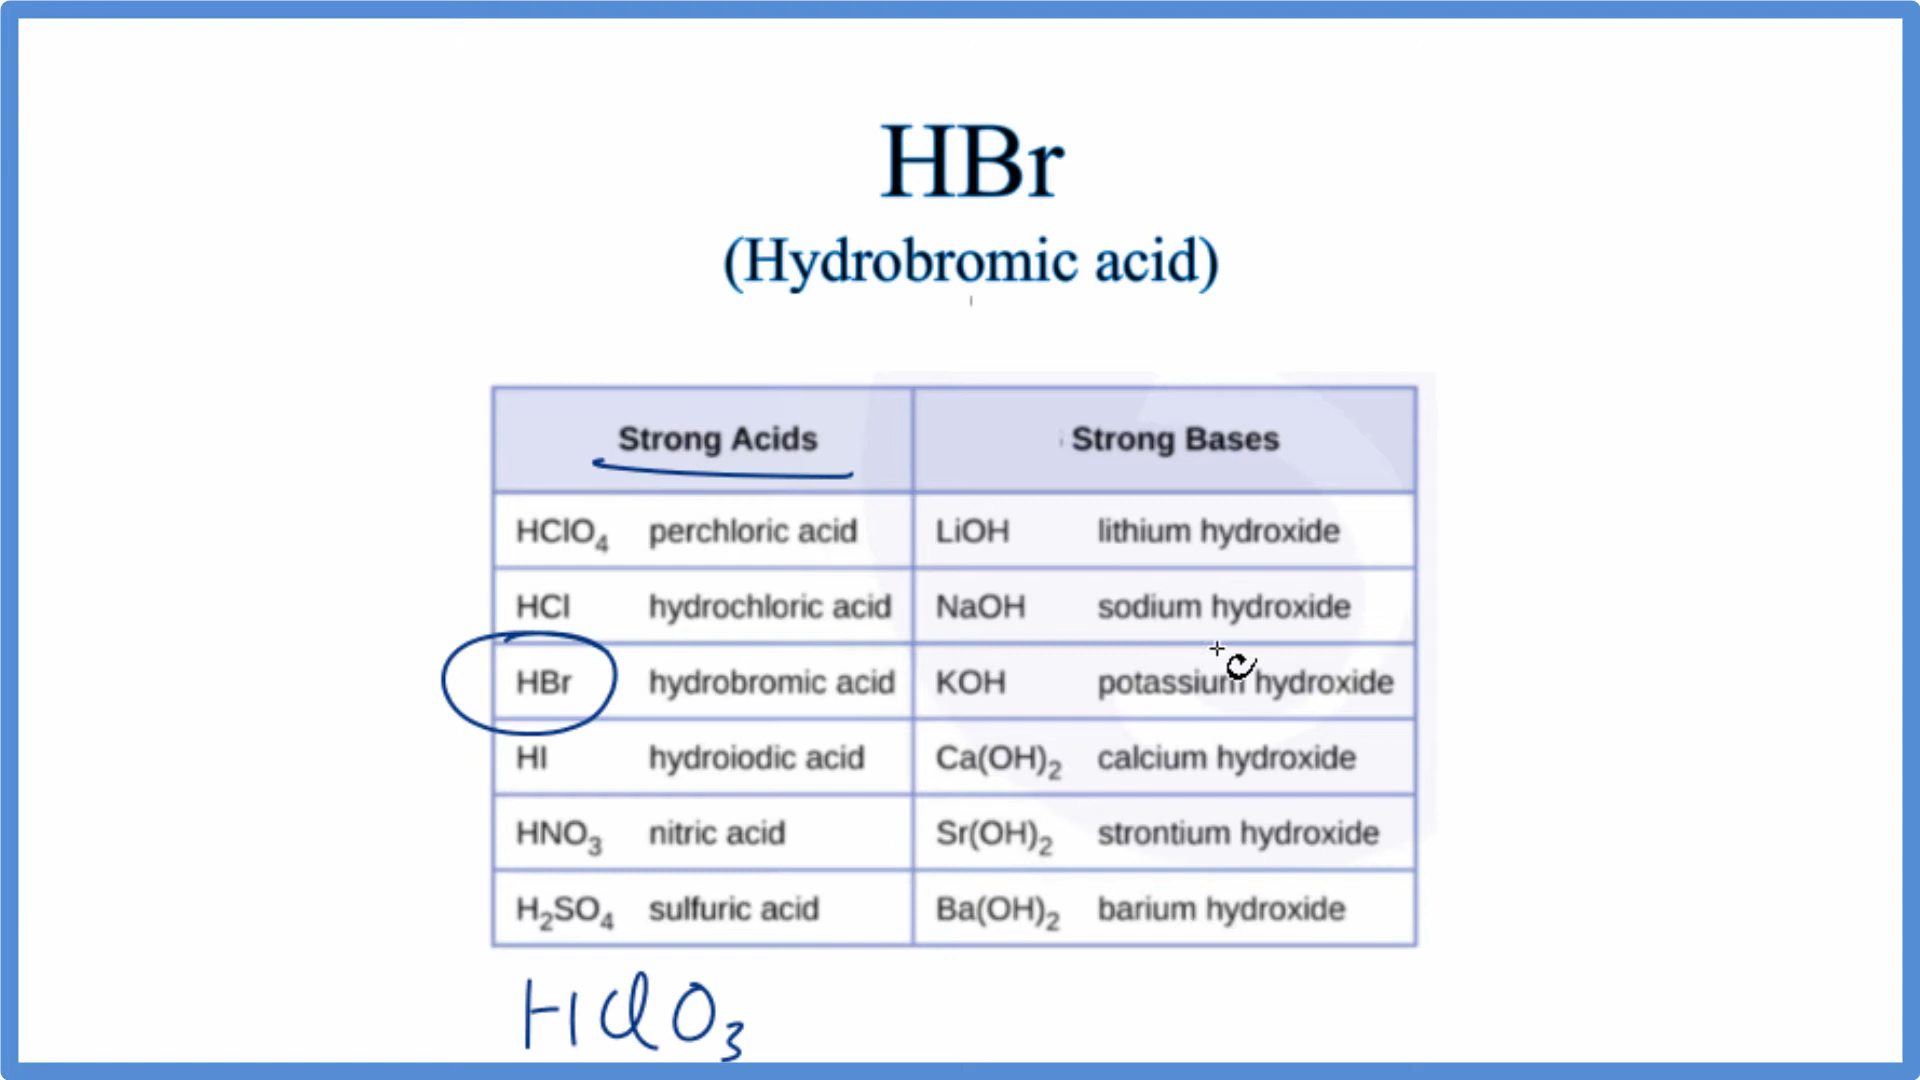 HBr
(Hydrobromic acid)
Strong Acids Strong Bases
HClO₄ perchloric acid LiOH lithium hydroxide
HCl hydrochloric acid NaOH sodium hydroxide
HBr hydrobromic acid KOH potassium hydroxide
HI hydroiodic acid Ca(OH)₂ calcium hydroxide
HNO₃ nitric acid Sr(OH)₂ strontium hydroxide
H₂SO₄ sulfuric acid Ba(OH)₂ barium hydroxide
HClO₃